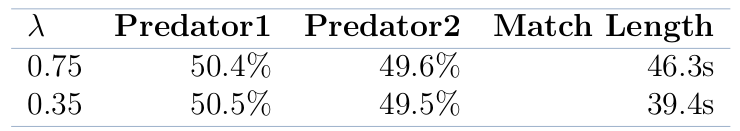 λ Predator1 Predator2 Match Length
0.75 50.4% 49.6% 46.3s
0.35 50.5% 49.5% 39.4s